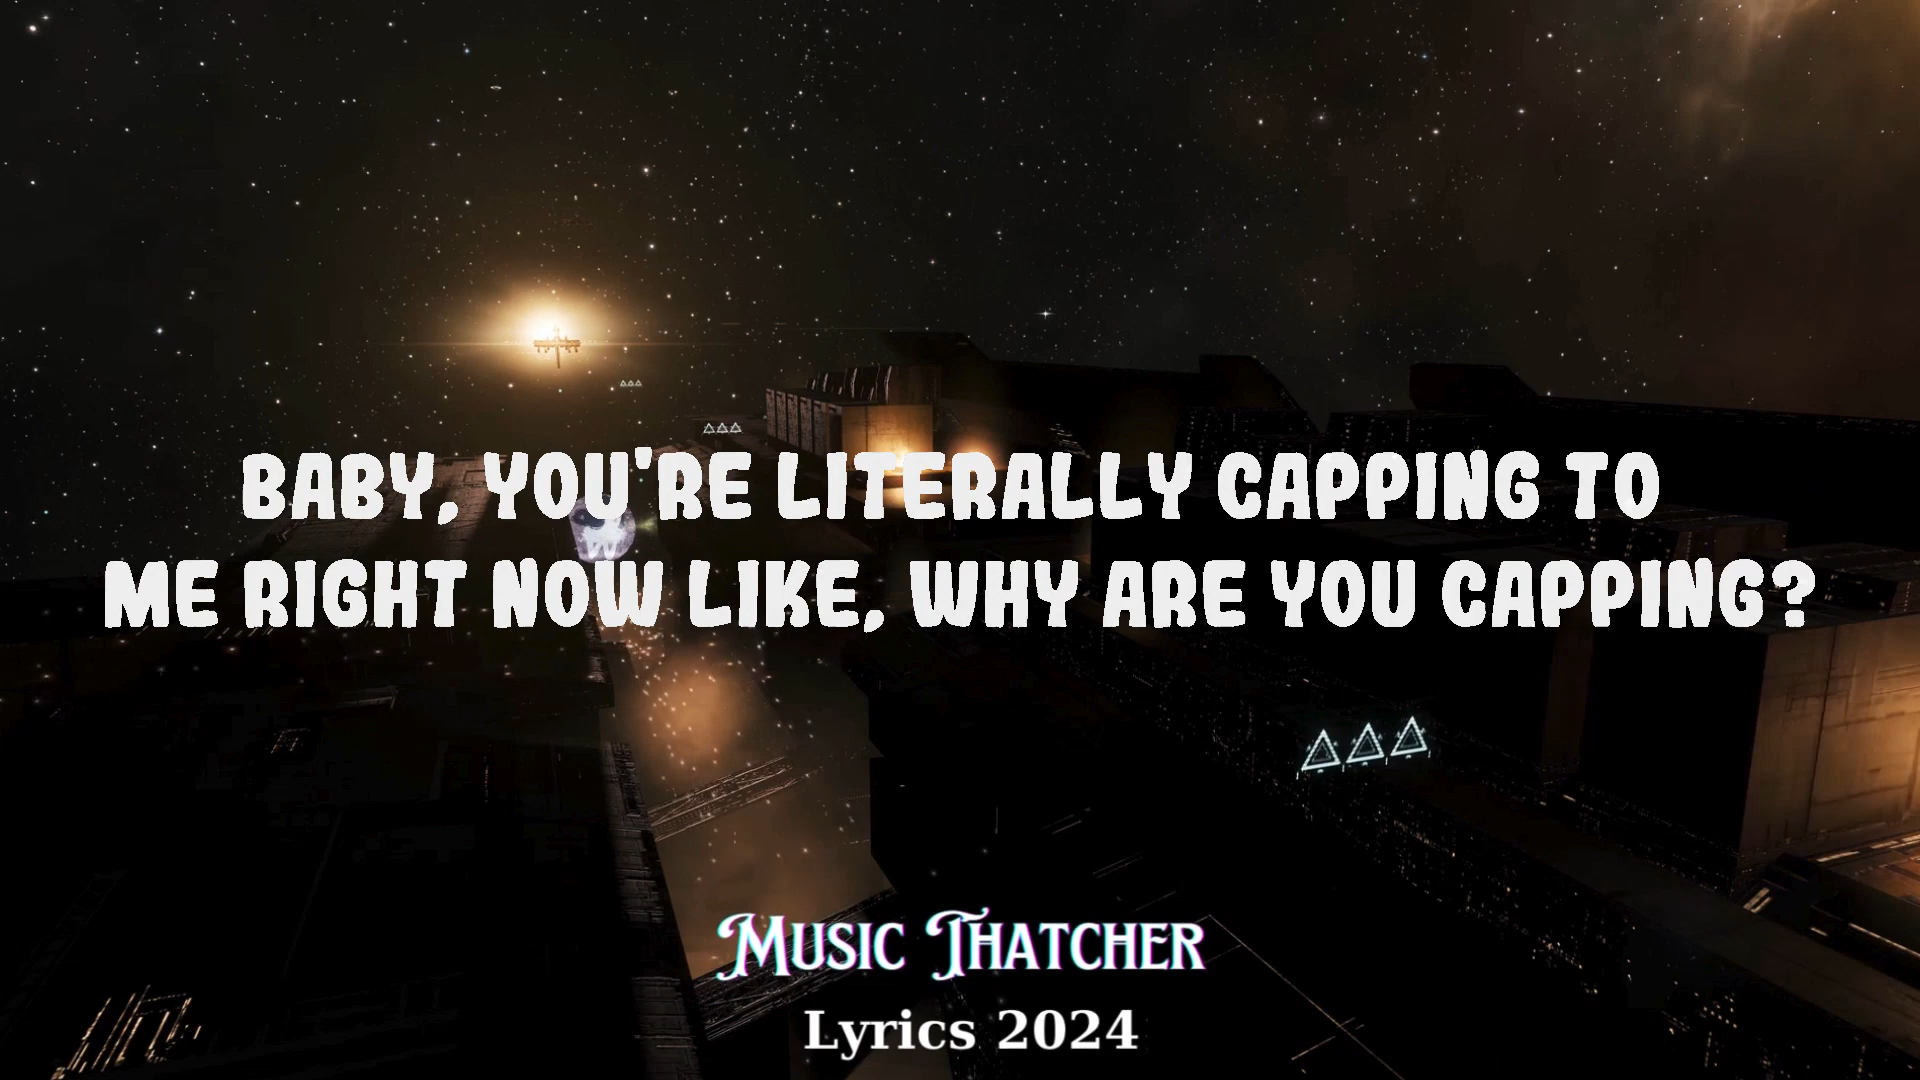 BABY, YOU'RE LITERALLY CAPPING TO
ME RIGHT NOW LIKE, WHY ARE YOU CAPPING?
MUSIC THATCHER
Lyrics 2024